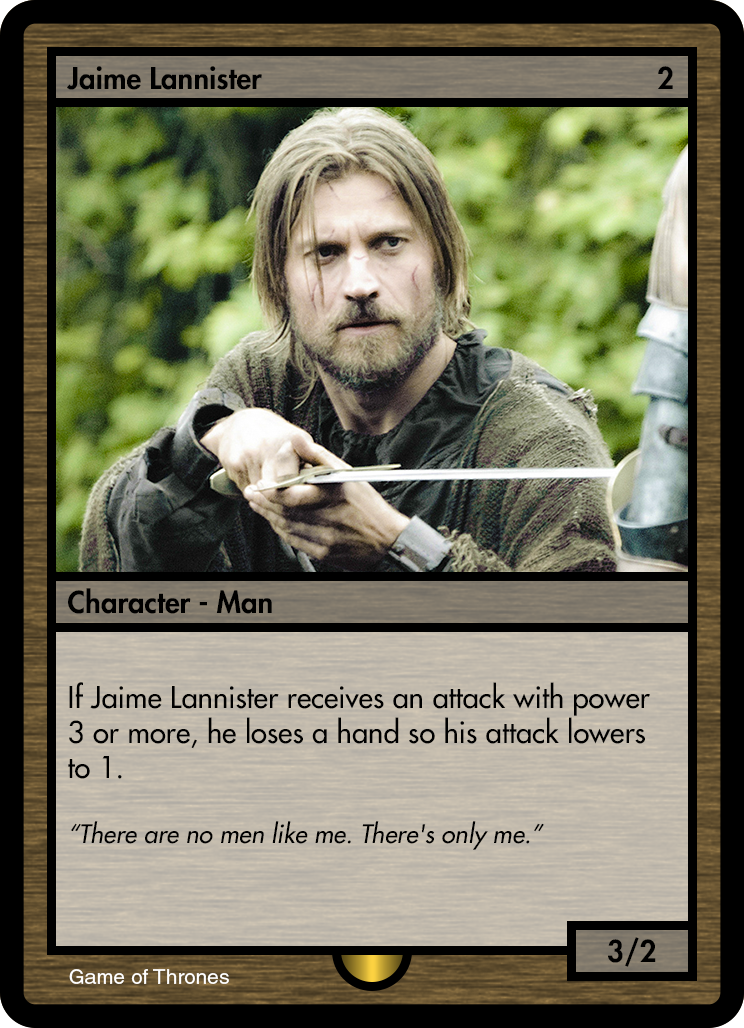 Jaime Lannister 2
Character - Man
If Jaime Lannister receives an attack with power
3 or more, he loses a hand so his attack lowers
to 1.
“There are no men like me. There's only me.”
3/2
Game of Thrones